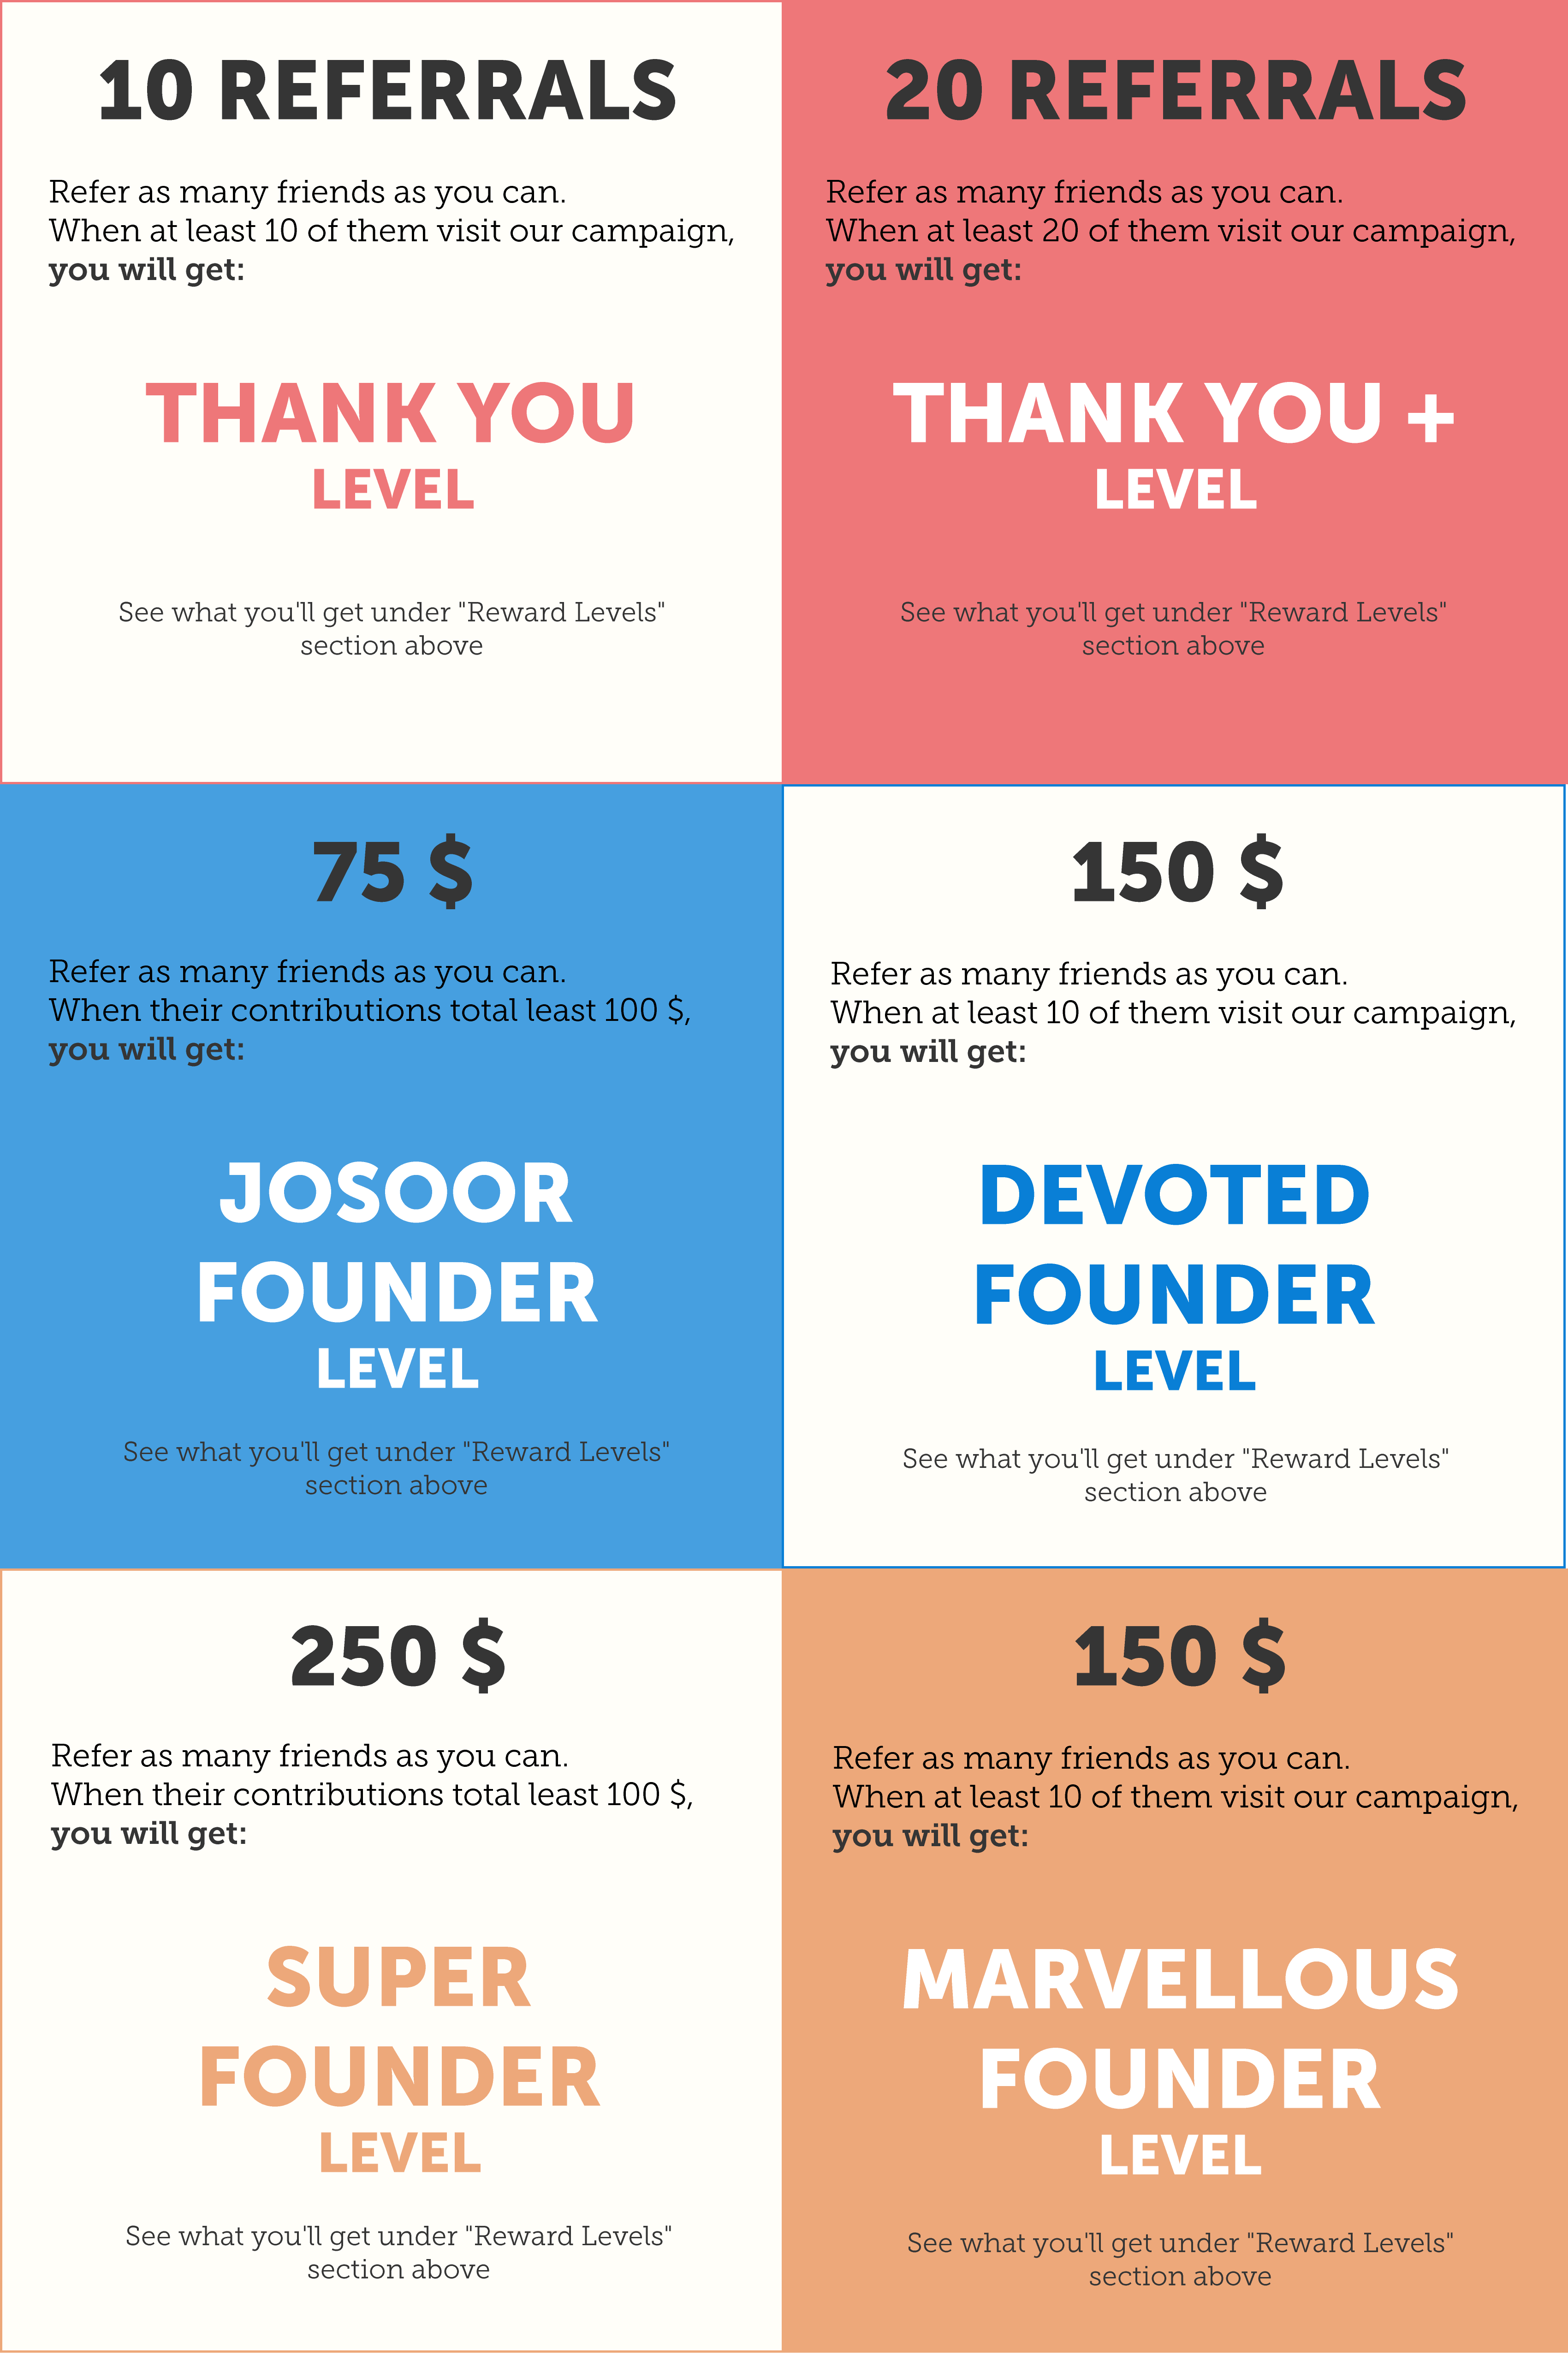 10 REFERRALS
Refer as many friends as you can.
When at least 10 of them visit our campaign,
you will get:
THANK YOU
LEVEL
See what you'll get under "Reward Levels"
section above
20 REFERRALS
Refer as many friends as you can.
When at least 20 of them visit our campaign,
you will get:
THANK YOU +
LEVEL
See what you'll get under "Reward Levels"
section above
75 $
Refer as many friends as you can.
When their contributions total least 100 $,
you will get:
JOSOOR
FOUNDER
LEVEL
See what you'll get under "Reward Levels"
section above
150 $
Refer as many friends as you can.
When at least 10 of them visit our campaign,
you will get:
DEVOTED
FOUNDER
LEVEL
See what you'll get under "Reward Levels"
section above
250 $
Refer as many friends as you can.
When their contributions total least 100 $,
you will get:
SUPER
FOUNDER
LEVEL
See what you'll get under "Reward Levels"
section above
150 $
Refer as many friends as you can.
When at least 10 of them visit our campaign,
you will get:
MARVELLOUS
FOUNDER
LEVEL
See what you'll get under "Reward Levels"
section above